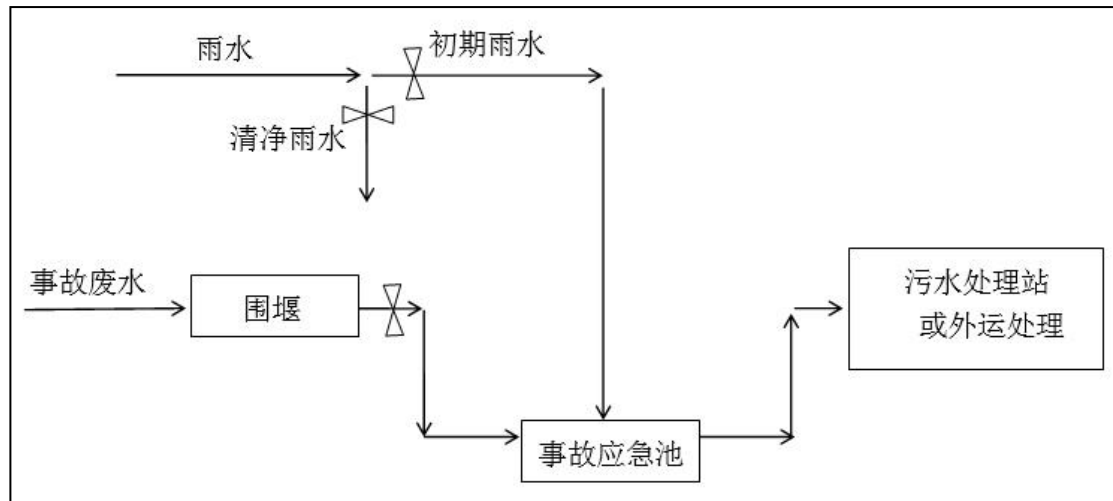 雨水
初期雨水
清净雨水
事故废水
围堰
污水处理站
或外运处理
事故应急池